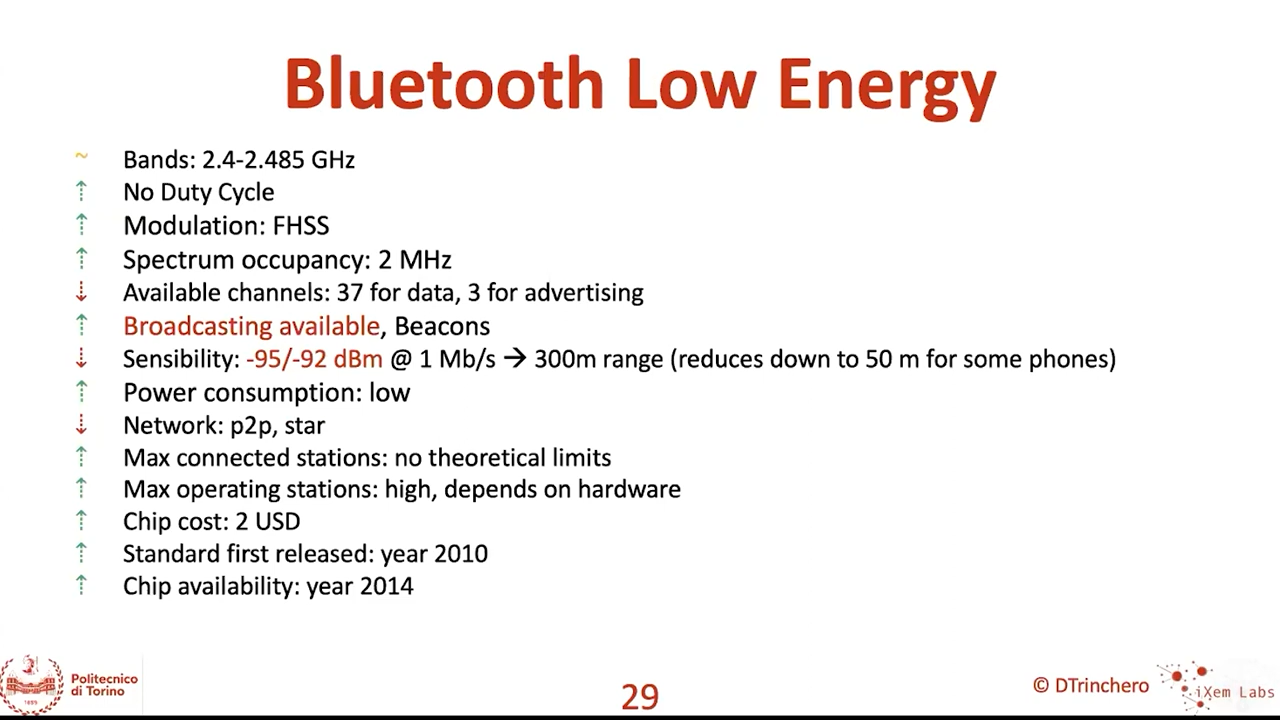 Bluetooth Low Energy
~ Bands: 2.4-2.485 GHz
↑ No Duty Cycle
↑ Modulation: FHSS
↑ Spectrum occupancy: 2 MHz
↓ Available channels: 37 for data, 3 for advertising
↑ Broadcasting available, Beacons
↓ Sensibility: -95/-92 dBm @ 1 Mb/s → 300m range (reduces down to 50 m for some phones)
↑ Power consumption: low
↓ Network: p2p, star
↑ Max connected stations: no theoretical limits
↑ Max operating stations: high, depends on hardware
↑ Chip cost: 2 USD
↑ Standard first released: year 2010
↑ Chip availability: year 2014
1859
Politecnico
di Torino
29
© DTrinchero
iXem Labs